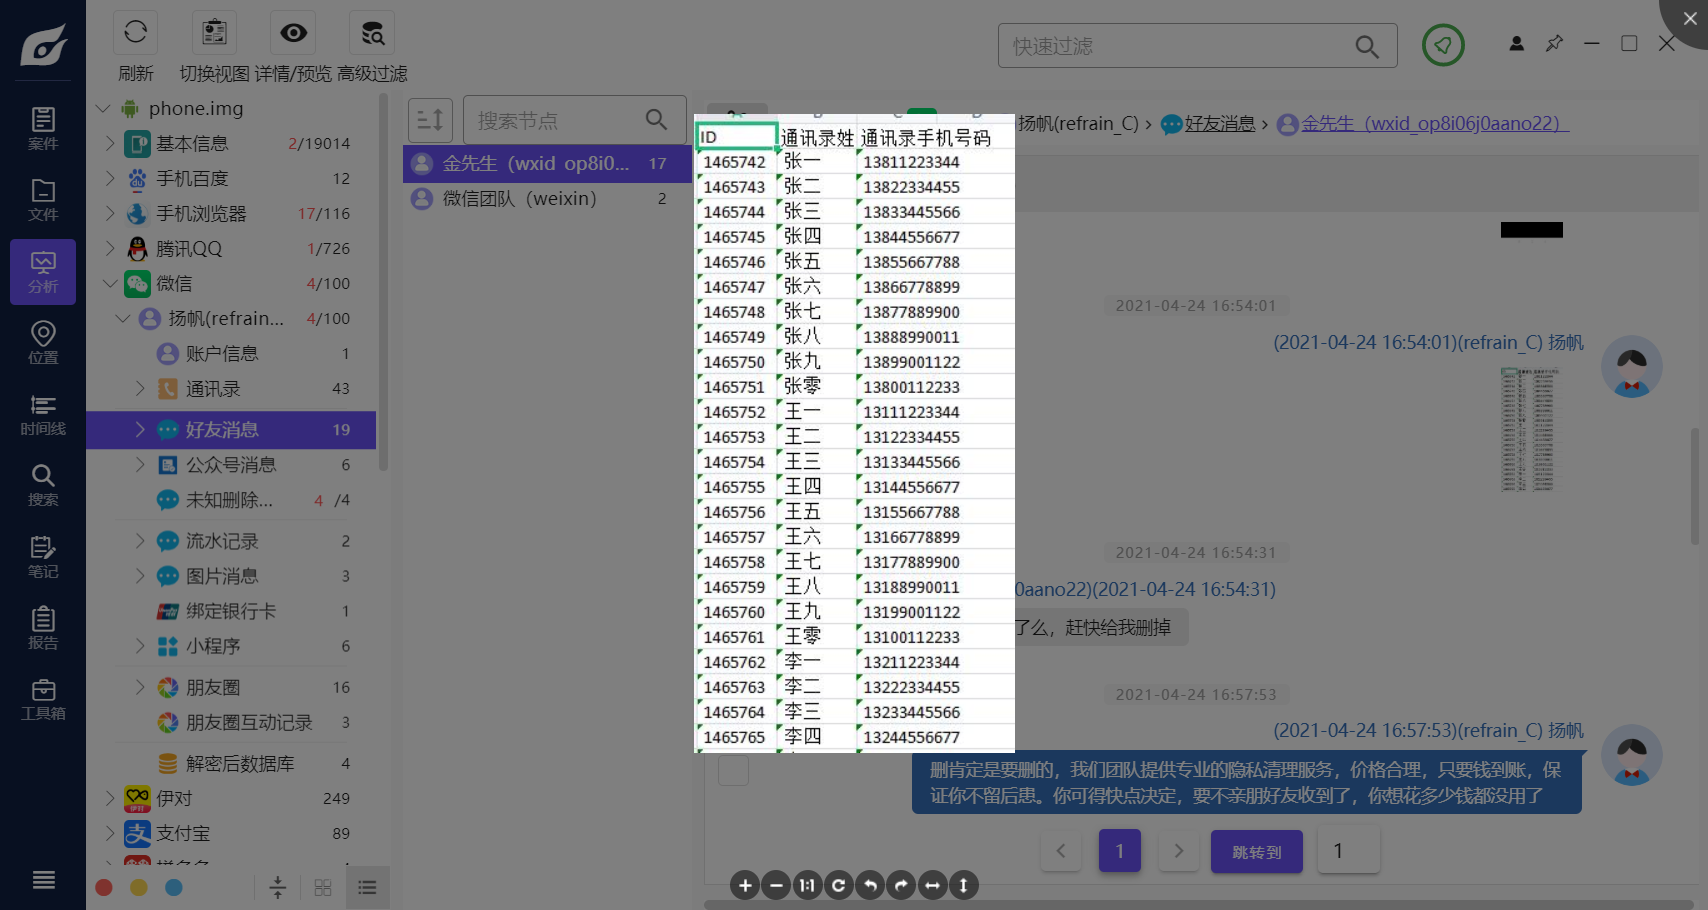 刷新
切换视图
详情/预览
高级过滤
快速过滤
案件
文件
分析
位置
时间线
搜索
笔记
报告
工具箱
phone.img
基本信息 2/19014
手机百度 12
手机浏览器 17/116
腾讯QQ 1/726
微信 4/100
扬帆(refrain... 4/100
账户信息 1
通讯录 43
好友消息 19
公众号消息 6
未知删除... 4 /4
流水记录 2
图片消息 3
绑定银行卡 1
小程序 6
朋友圈 16
朋友圈互动记录 3
解密后数据库 4
伊对 249
支付宝 89
搜索节点
金先生（wxid_op8i0... 17
微信团队（weixin） 2
扬帆(refrain_C) › 好友消息 › 金先生（wxid_op8i06j0aano22）
ID 通讯录姓 通讯录手机号码
1465742 张一 13811223344
1465743 张二 13822334455
1465744 张三 13833445566
1465745 张四 13844556677
1465746 张五 13855667788
1465747 张六 13866778899
1465748 张七 13877889900
1465749 张八 13888990011
1465750 张九 13899001122
1465751 张零 13800112233
1465752 王一 13111223344
1465753 王二 13122334455
1465754 王三 13133445566
1465755 王四 13144556677
1465756 王五 13155667788
1465757 王六 13166778899
1465758 王七 13177889900
1465759 王八 13188990011
1465760 王九 13199001122
1465761 王零 13100112233
1465762 李一 13211223344
1465763 李二 13222334455
1465764 李三 13233445566
1465765 李四 13244556677
2021-04-24 16:54:01
(2021-04-24 16:54:01)(refrain_C) 扬帆
2021-04-24 16:54:31
0aano22)(2021-04-24 16:54:31)
了么，赶快给我删掉
2021-04-24 16:57:53
(2021-04-24 16:57:53)(refrain_C) 扬帆
删肯定是要删的，我们团队提供专业的隐私清理服务，价格合理，只要钱到账，保
证你不留后患。你可得快点决定，要不亲朋好友收到了，你想花多少钱都没用了
1 跳转到 1
1:1